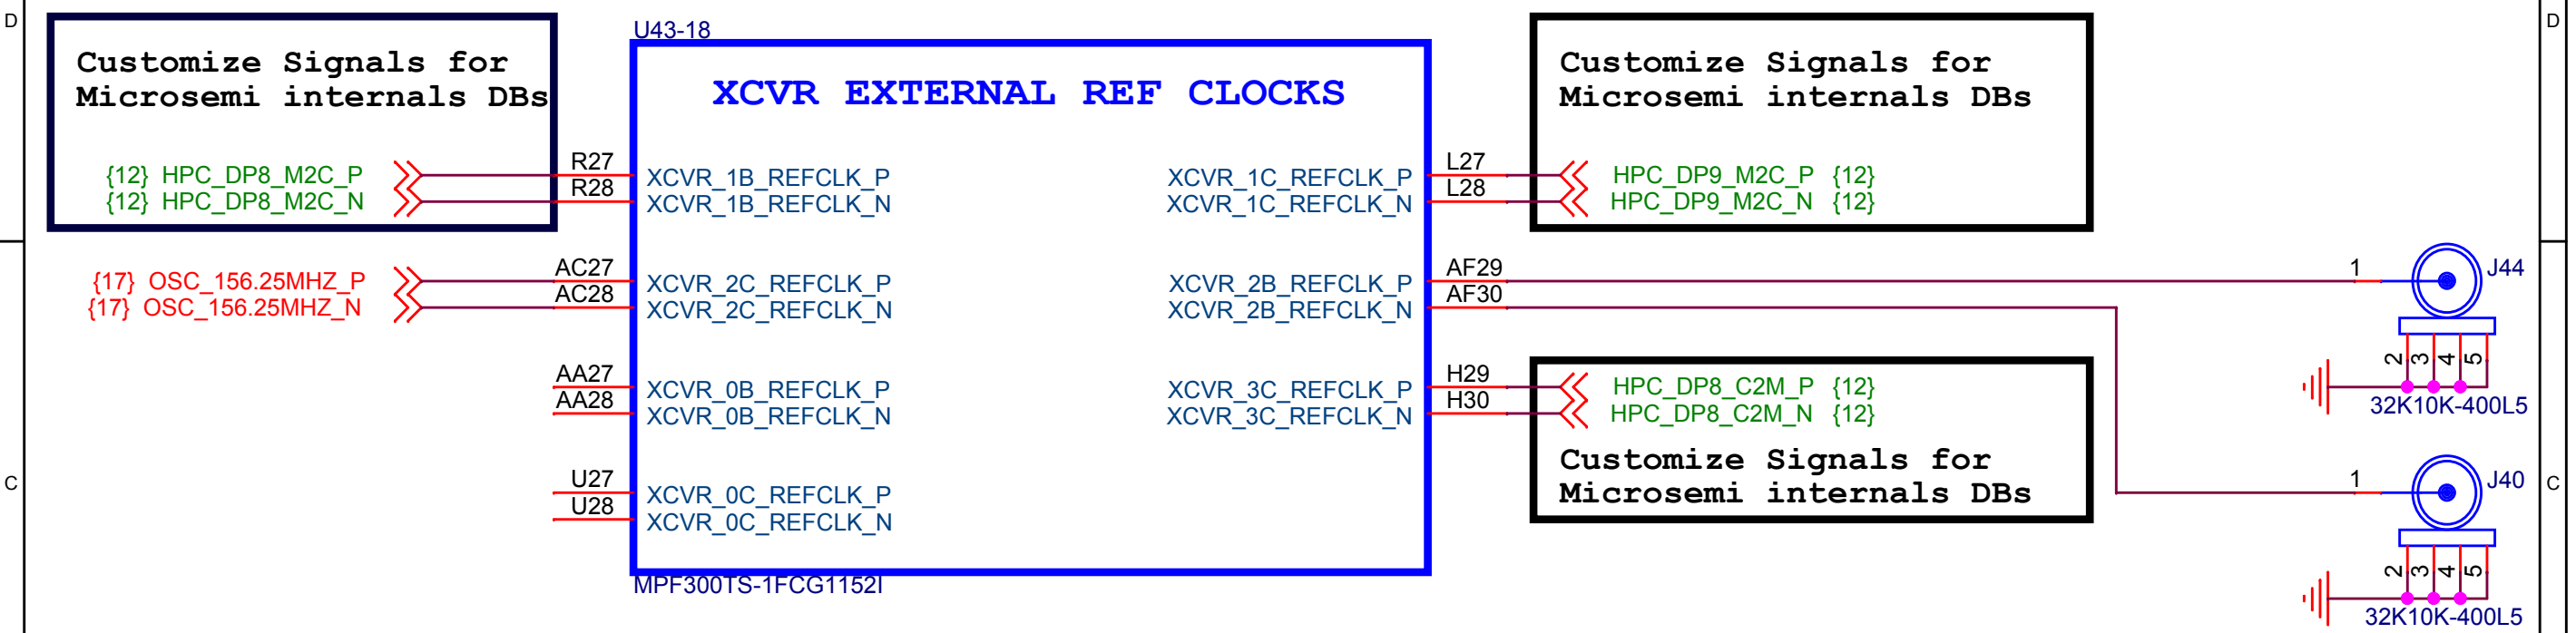 D
D
U43-18
Customize Signals for
Microsemi internals DBs
XCVR EXTERNAL REF CLOCKS
Customize Signals for
Microsemi internals DBs
{12} HPC_DP8_M2C_P
R27
XCVR_1B_REFCLK_P
XCVR_1C_REFCLK_P
L27
HPC_DP9_M2C_P {12}
{12} HPC_DP8_M2C_N
R28
XCVR_1B_REFCLK_N
XCVR_1C_REFCLK_N
L28
HPC_DP9_M2C_N {12}
{17} OSC_156.25MHZ_P
AC27
XCVR_2C_REFCLK_P
XCVR_2B_REFCLK_P
AF29
1
J44
{17} OSC_156.25MHZ_N
AC28
XCVR_2C_REFCLK_N
XCVR_2B_REFCLK_N
AF30
2
3
4
5
32K10K-400L5
AA27
XCVR_0B_REFCLK_P
XCVR_3C_REFCLK_P
H29
HPC_DP8_C2M_P {12}
AA28
XCVR_0B_REFCLK_N
XCVR_3C_REFCLK_N
H30
HPC_DP8_C2M_N {12}
Customize Signals for
Microsemi internals DBs
C
U27
XCVR_0C_REFCLK_P
U28
XCVR_0C_REFCLK_N
1
J40
C
2
3
4
5
32K10K-400L5
MPF300TS-1FCG1152I